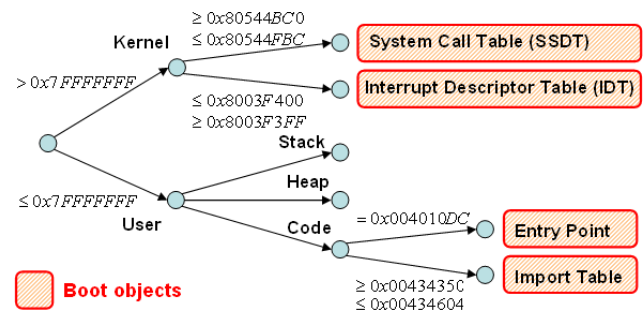 ≥ 0x80544BC0
≤ 0x80544FBC
Kernel
System Call Table (SSDT)
> 0x7FFFFFFF
Interrupt Descriptor Table (IDT)
≤ 0x8003F400
≥ 0x8003F3FF
Stack
Heap
≤ 0x7FFFFFFF
User
Code
= 0x004010DC
Entry Point
Import Table
≥ 0x00434350
≤ 0x00434604
Boot objects